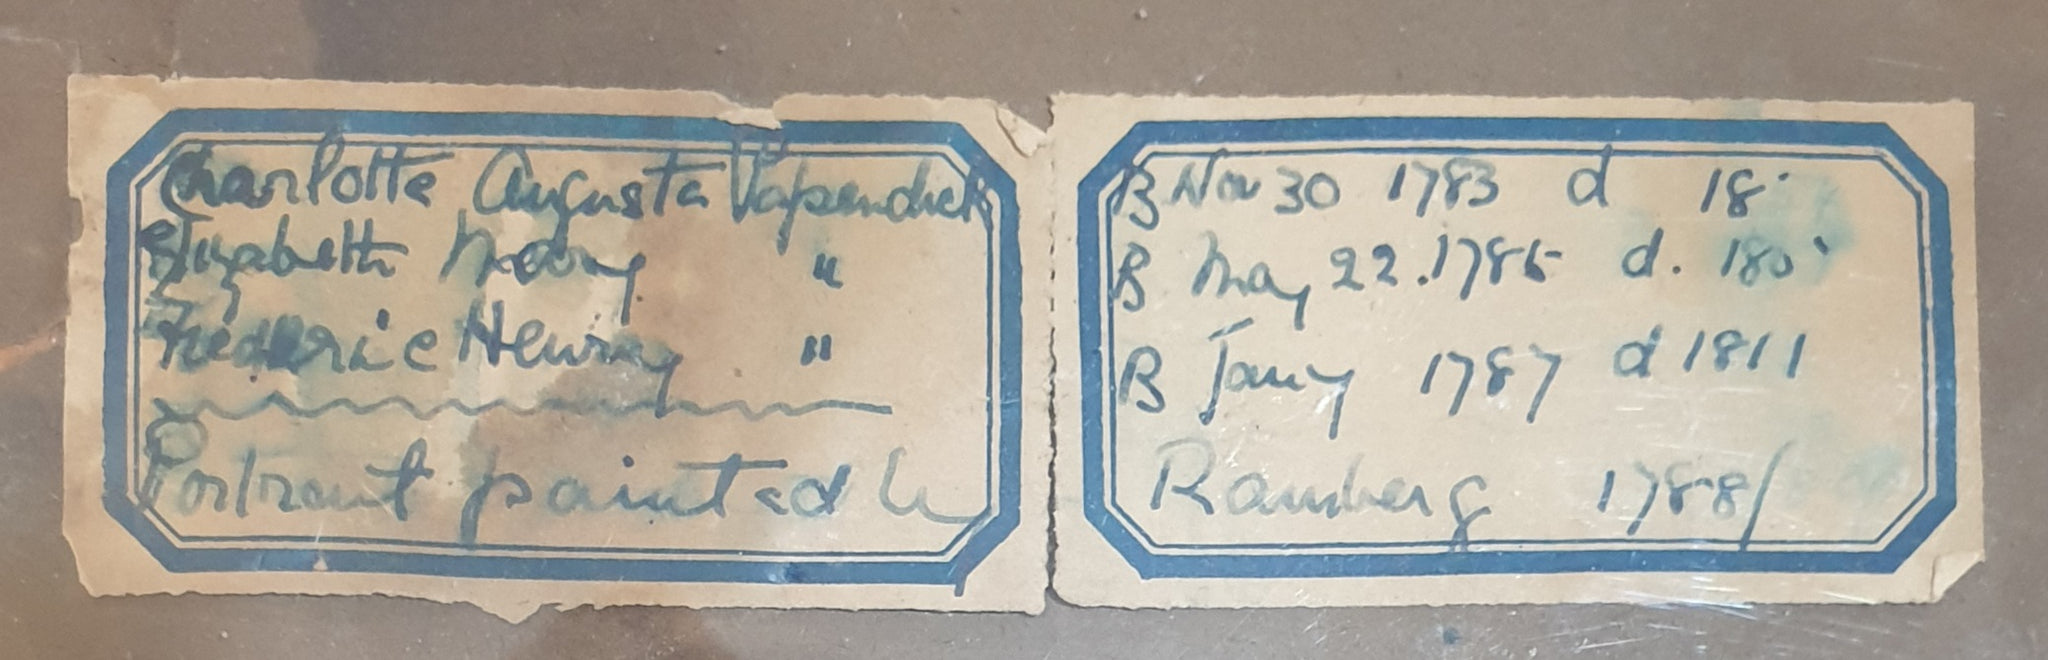 Charlotte Augusta Papendiek
Elizabeth Mary "
Frederic Henry "
Portrait painted by
B Nov 30 1783 d 18
B May 22. 1785 d. 180
B Jany 1787 d 1811
Ramberg 1788/